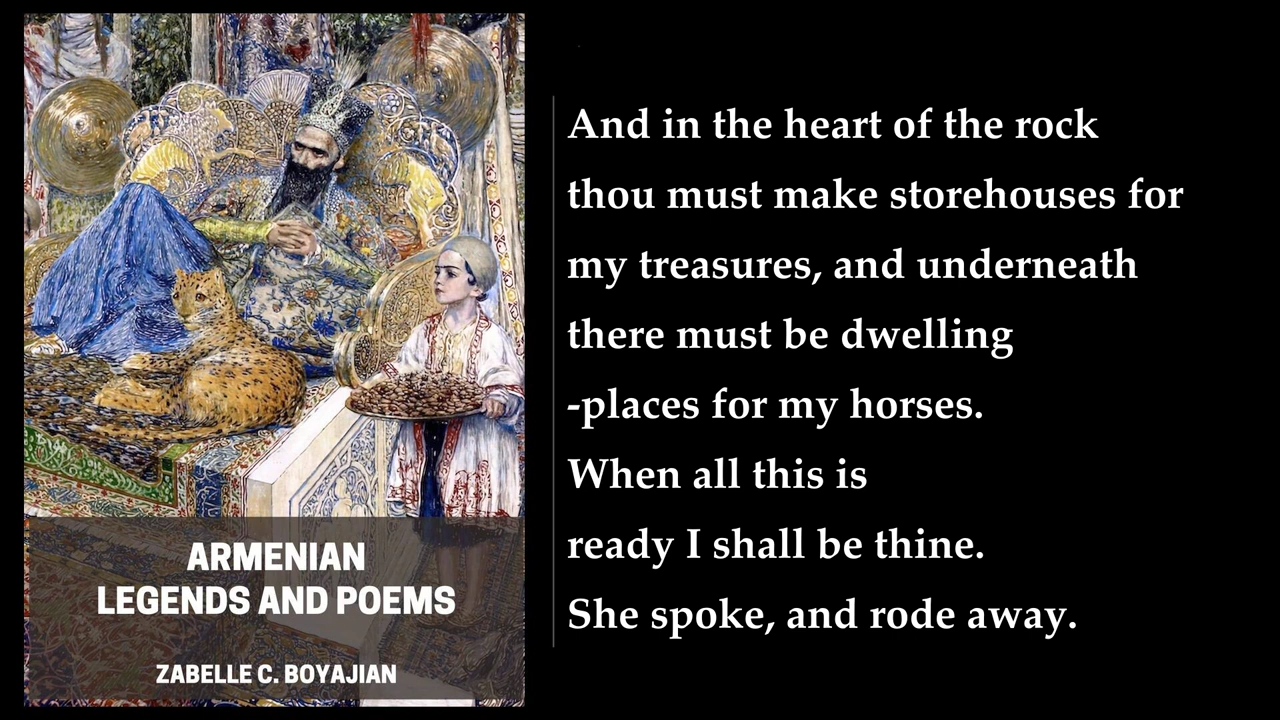 ARMENIAN
LEGENDS AND POEMS
ZABELLE C. BOYAJIAN
And in the heart of the rock
thou must make storehouses for
my treasures, and underneath
there must be dwelling
-places for my horses.
When all this is
ready I shall be thine.
She spoke, and rode away.